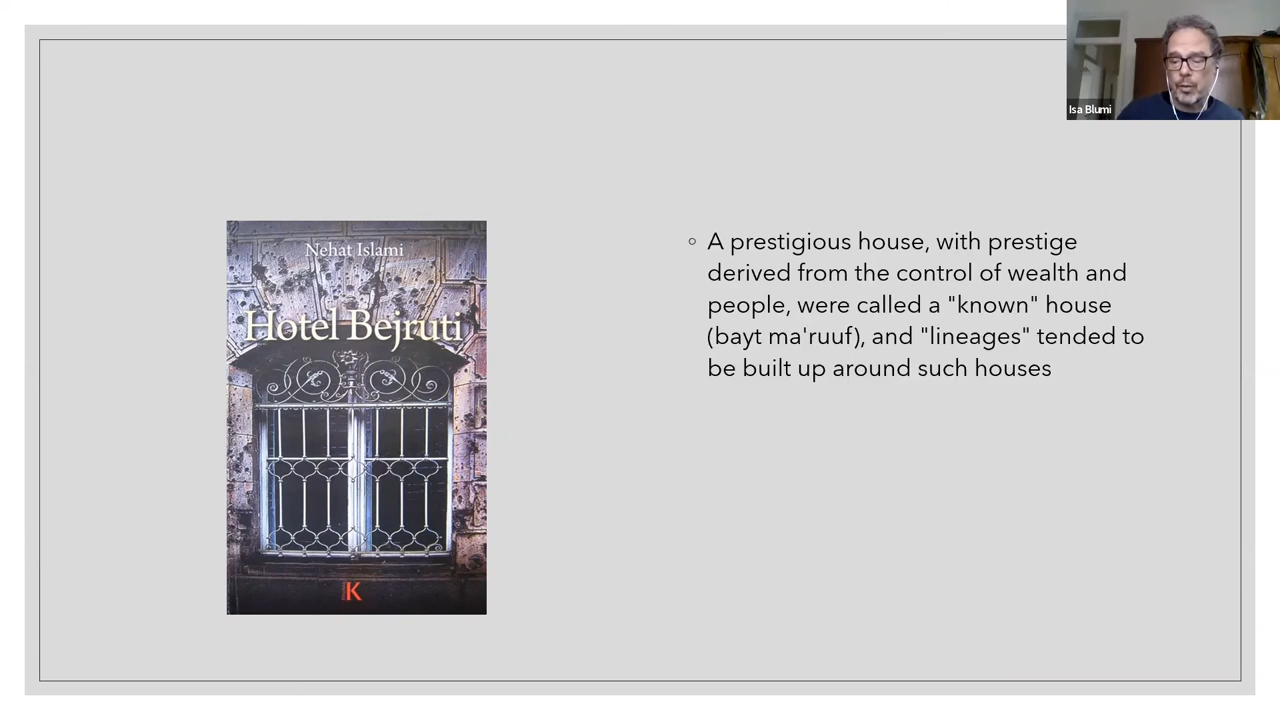 Isa Blumi
Nehat Islami
Hotel Bejruti
K
◦ A prestigious house, with prestige
derived from the control of wealth and
people, were called a "known" house
(bayt ma'ruuf), and "lineages" tended to
be built up around such houses